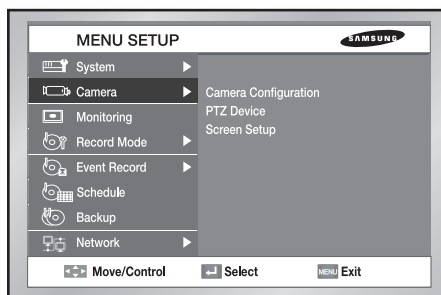 MENU SETUP
SAMSUNG
System
Camera
Monitoring
Record Mode
Event Record
Schedule
Backup
Network
Camera Configuration
PTZ Device
Screen Setup
Move/Control
Select
MENU Exit